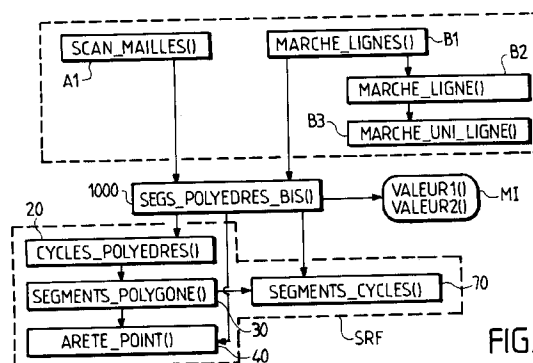 SCAN_MAILLES()
A1
MARCHE_LIGNES()
B1
B2
MARCHE_LIGNE()
B3
MARCHE_UNI_LIGNE()
1000
SEGS_POLYEDRES_BIS()
VALEUR1()
VALEUR2()
MI
20
CYCLES_POLYEDRES()
SEGMENTS_POLYGONE()
30
SEGMENTS_CYCLES()
70
ARETE_POINT()
40
SRF
FIG.